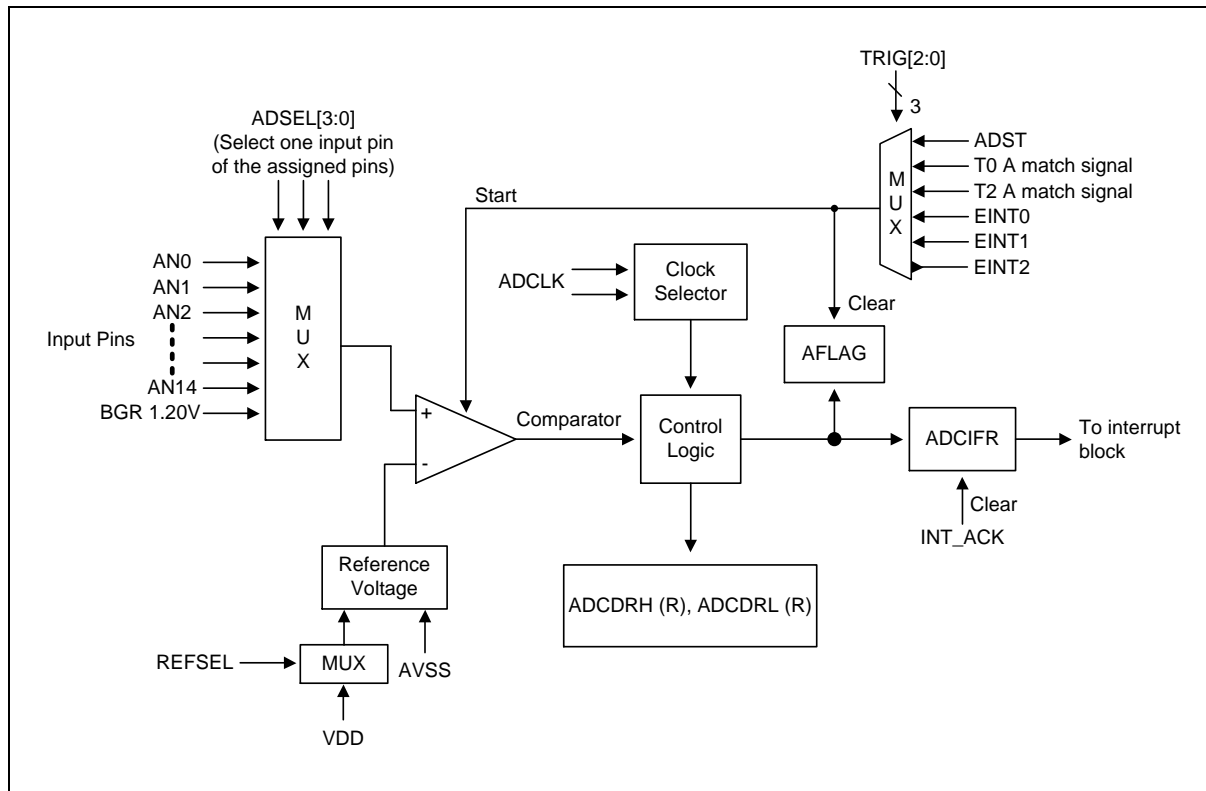 TRIG[2:0]
3
ADSEL[3:0]
(Select one input pin
of the assigned pins)
ADST
T0 A match signal
T2 A match signal
EINT0
EINT1
EINT2
M
U
X
Start
AN0
AN1
AN2
Input Pins
AN14
BGR 1.20V
M
U
X
ADCLK
Clock
Selector
Clear
AFLAG
+
-
Comparator
Control
Logic
ADCIFR
To interrupt
block
Clear
INT_ACK
Reference
Voltage
ADCDRH (R), ADCDRL (R)
REFSEL
MUX
AVSS
VDD